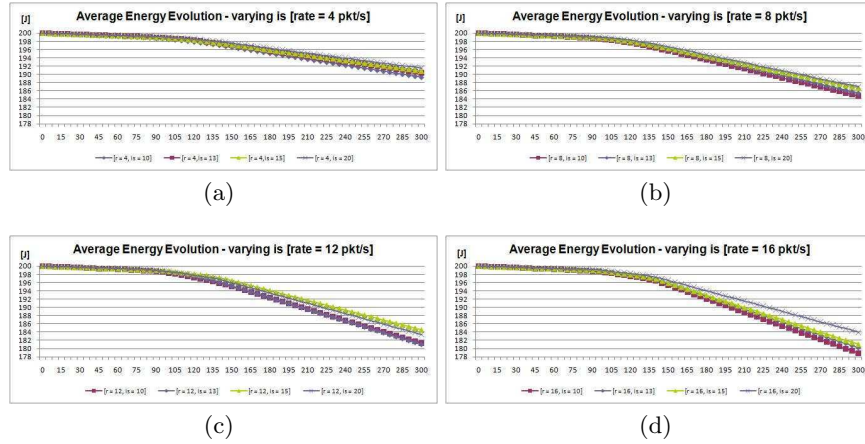 Average Energy Evolution - varying is [rate = 4 pkt/s]
[J]
200
198
196
194
192
190
188
186
184
182
180
178
0 15 30 45 60 75 90 105 120 135 150 165 180 195 210 225 240 255 270 285 300
[r = 4, is = 10] [r = 4, is = 13] [r = 4, is = 15] [r = 4, is = 20]
(a)
Average Energy Evolution - varying is [rate = 8 pkt/s]
[J]
200
198
196
194
192
190
188
186
184
182
180
178
0 15 30 45 60 75 90 105 120 135 150 165 180 195 210 225 240 255 270 285 300
[r = 8, is = 10] [r = 8, is = 13] [r = 8, is = 15] [r = 8, is = 20]
(b)
Average Energy Evolution - varying is [rate = 12 pkt/s]
[J]
200
198
196
194
192
190
188
186
184
182
180
178
0 15 30 45 60 75 90 105 120 135 150 165 180 195 210 225 240 255 270 285 300
[r = 12, is = 10] [r = 12, is = 13] [r = 12, is = 15] [r = 12, is = 20]
(c)
Average Energy Evolution - varying is [rate = 16 pkt/s]
[J]
200
198
196
194
192
190
188
186
184
182
180
178
0 15 30 45 60 75 90 105 120 135 150 165 180 195 210 225 240 255 270 285 300
[r = 16, is = 10] [r = 16, is = 13] [r = 16, is = 15] [r = 16, is = 20]
(d)